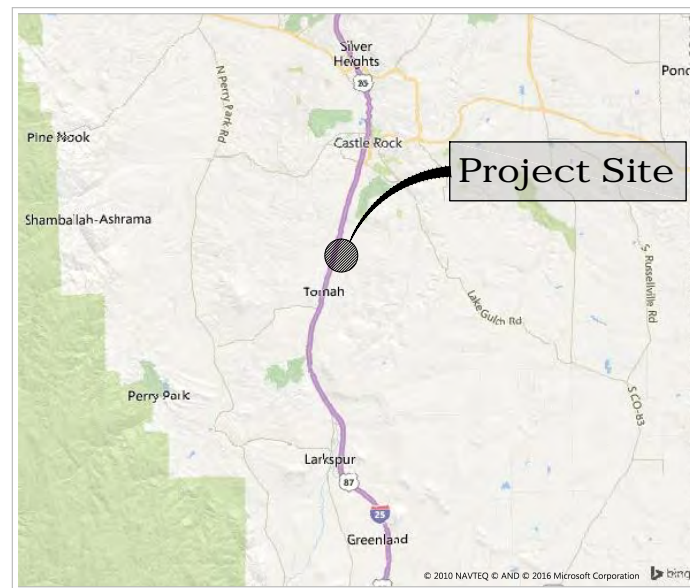 Silver
Heights
N Perry Park Rd
Pond
Pine Nook
Castle Rock
Project Site
Shamballah-Ashrama
S. Russellville Rd
Tomah
Lake Gulch Rd
Perry Park
S CO-83
Larkspur
87
25
Greenland
© 2010 NAVTEQ © AND © 2016 Microsoft Corporation
bing